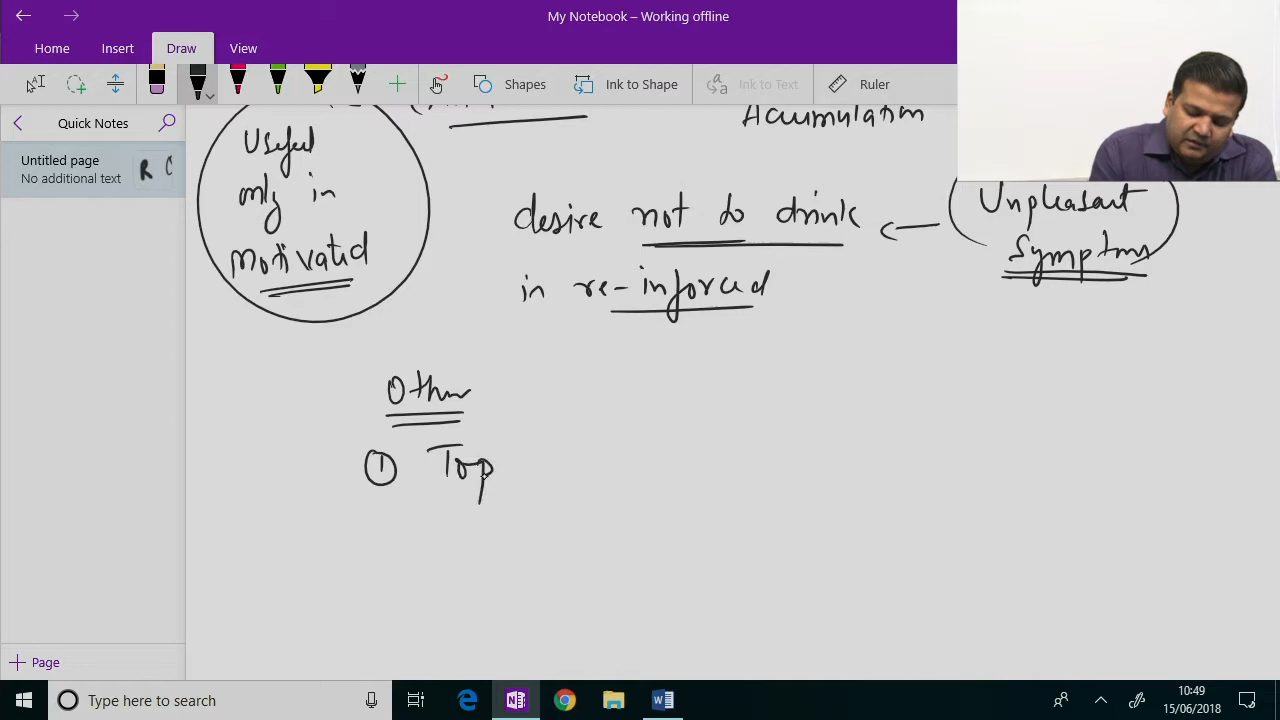 My Notebook – Working offline
Home Insert Draw View
Shapes Ink to Shape Ink to Text Ruler
Quick Notes
Untitled page
No additional text
R
Acumulation
Useful
only in
motivated
desire not to drink
in re-inforced
Unpleasant
Symptms
Other
① Top
Page
Type here to search
10:49
15/06/2018